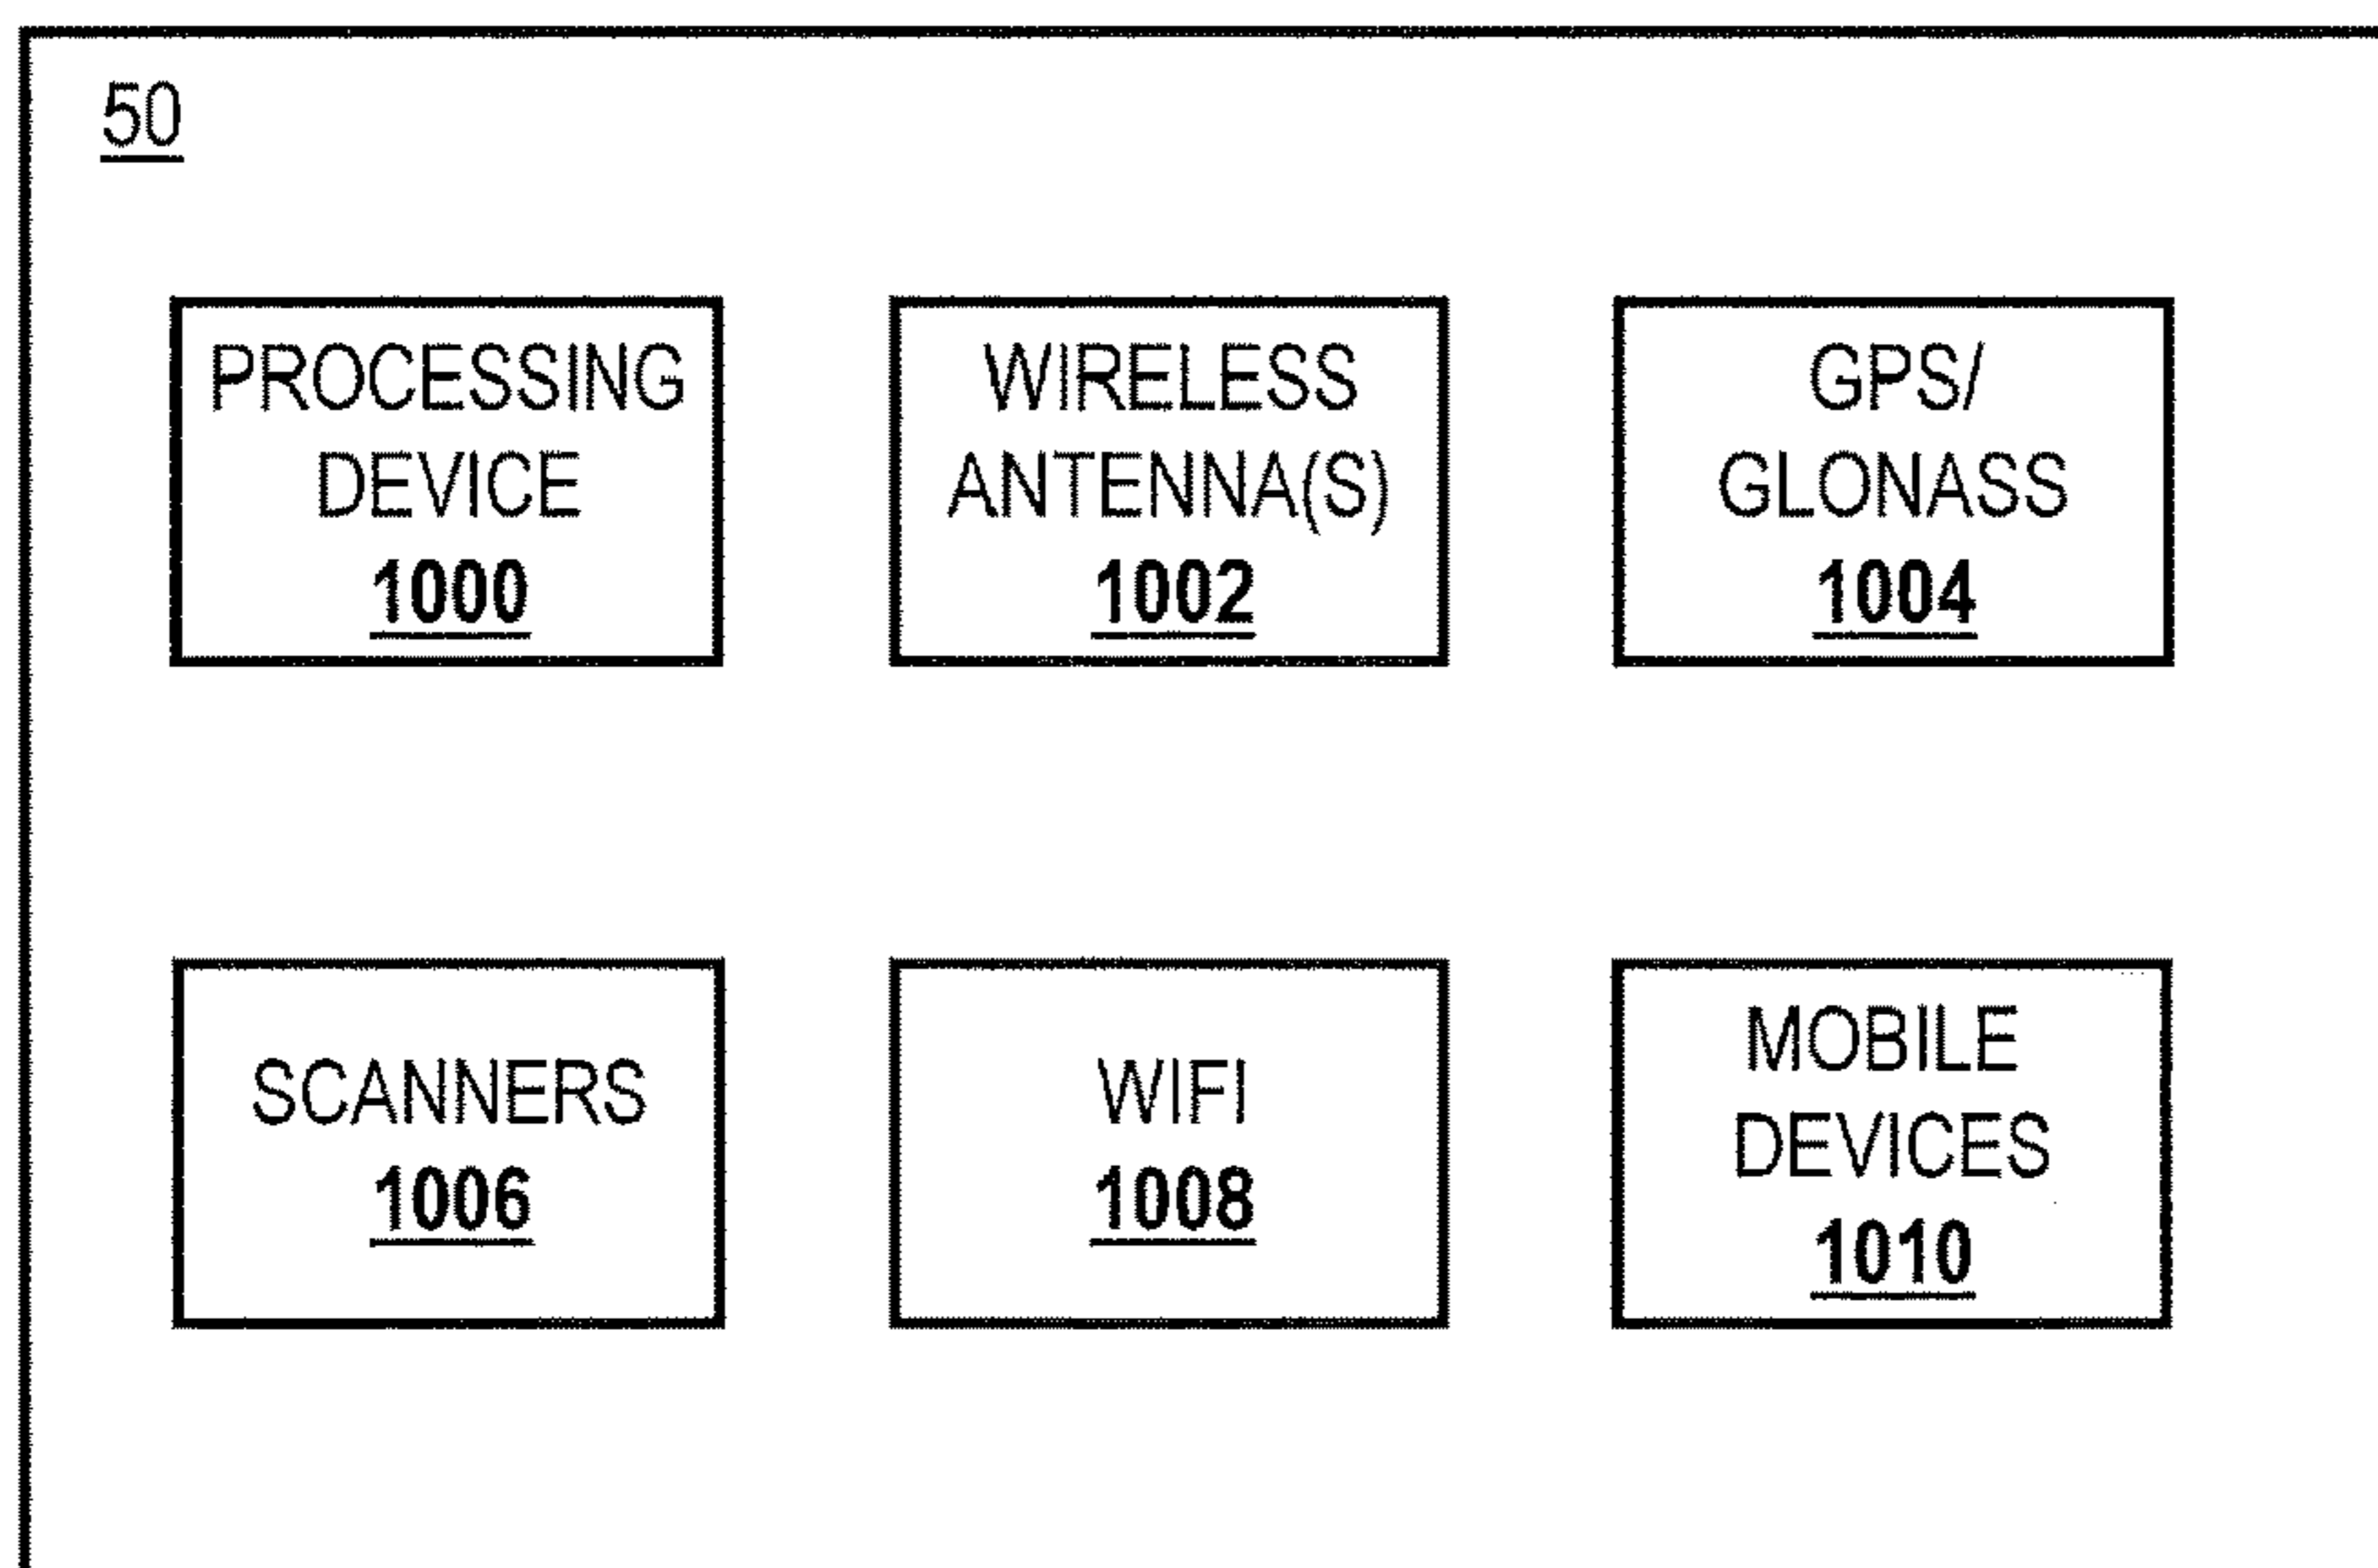 50
PROCESSING
DEVICE
1000
WIRELESS
ANTENNA(S)
1002
GPS/
GLONASS
1004
SCANNERS
1006
WIFI
1008
MOBILE
DEVICES
1010